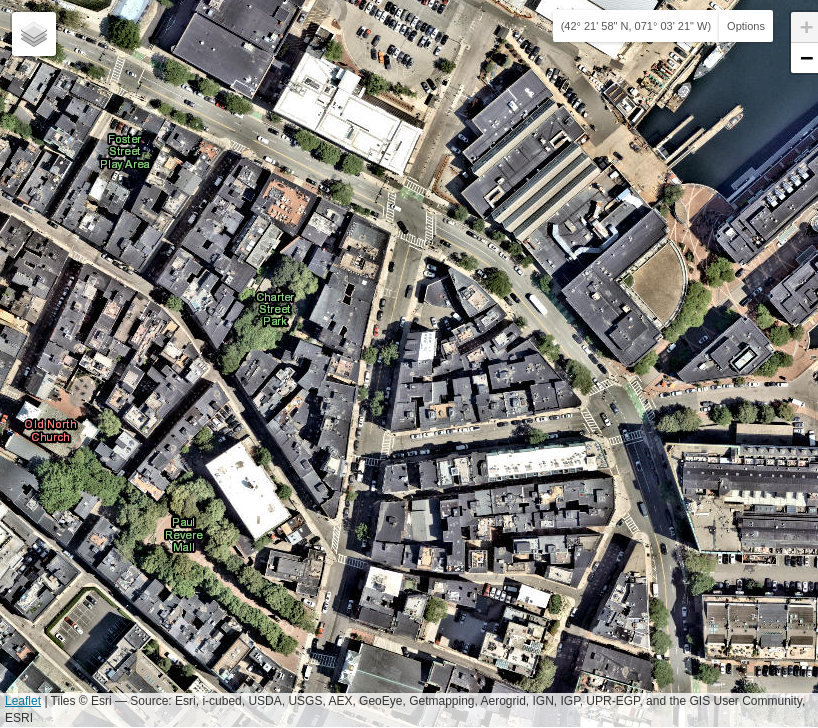 (42° 21' 58" N, 071° 03' 21" W)
Options
+
−
Foster
Street
Play Area
Charter
Street
Park
Old North
Church
Paul
Revere
Mall
Leaflet | Tiles © Esri — Source: Esri, i-cubed, USDA, USGS, AEX, GeoEye, Getmapping, Aerogrid, IGN, IGP, UPR-EGP, and the GIS User Community,
ESRI